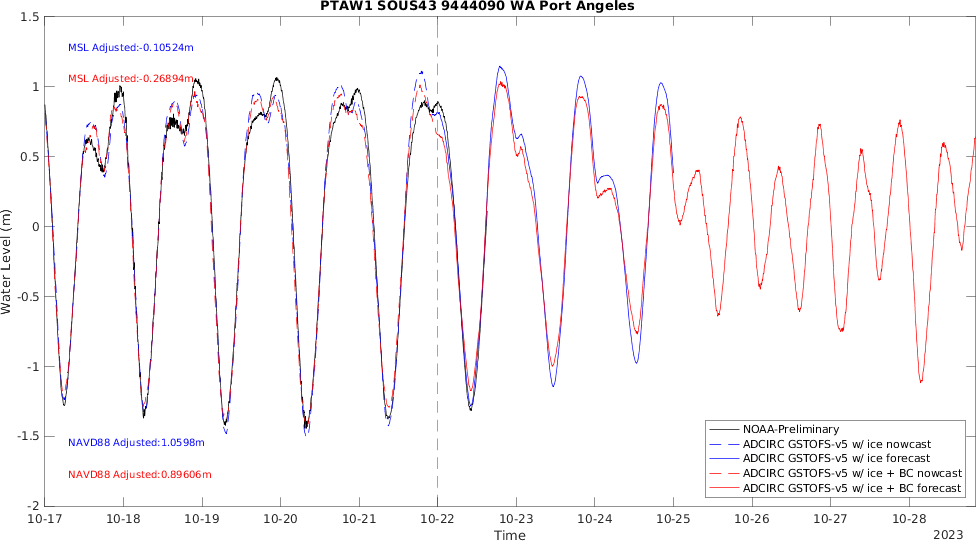 PTAW1 SOUS43 9444090 WA Port Angeles
1.5
MSL Adjusted:-0.10524m
MSL Adjusted:-0.26894m
1
0.5
0
Water Level (m)
-0.5
-1
-1.5
NAVD88 Adjusted:1.0598m
NAVD88 Adjusted:0.89606m
NOAA-Preliminary
ADCIRC GSTOFS-v5 w/ ice nowcast
ADCIRC GSTOFS-v5 w/ ice forecast
ADCIRC GSTOFS-v5 w/ ice + BC nowcast
ADCIRC GSTOFS-v5 w/ ice + BC forecast
-2
10-17 10-18 10-19 10-20 10-21 10-22 10-23 10-24 10-25 10-26 10-27 10-28
Time
2023